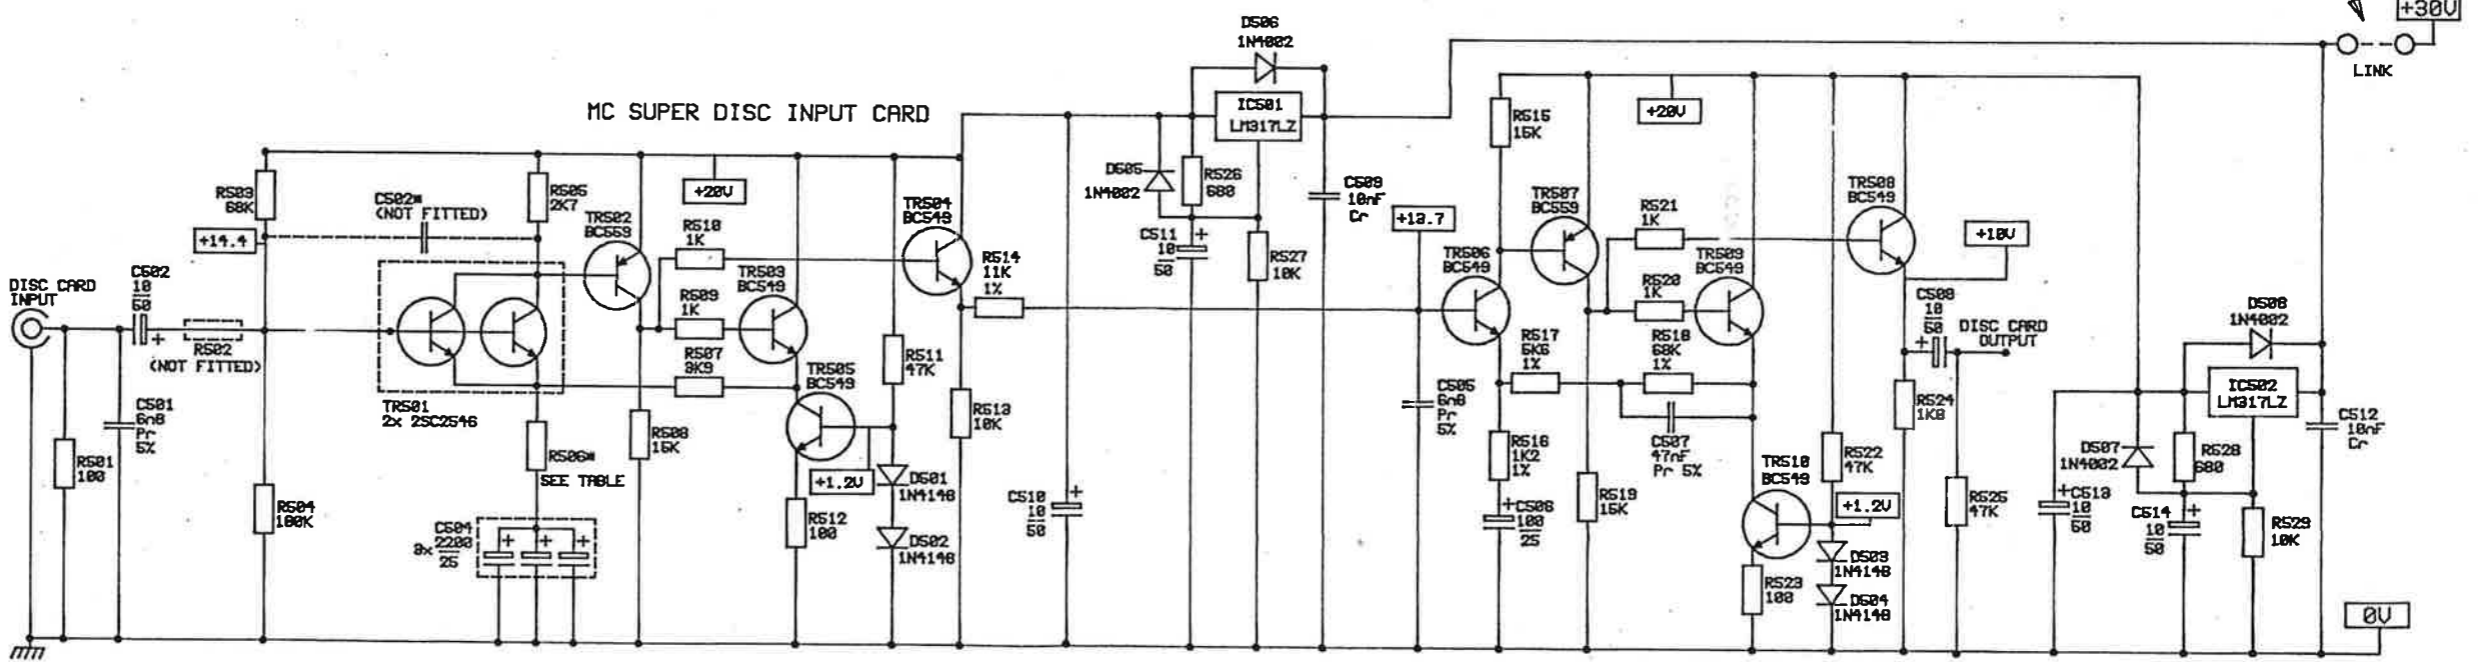 MC SUPER DISC INPUT CARD
DISC CARD
INPUT
R501
100
C501
6n8
Pr
5%
C502
10
50
R502
(NOT FITTED)
R503
68K
+14.4
R504
180K
C502*
(NOT FITTED)
R505
2K7
TR501
2x 2SC2546
R506*
SEE TABLE
C504
3x 2200
25
TR502
BC559
+20V
R510
1K
R509
1K
R507
3K9
R508
15K
TR503
BC549
TR505
BC549
+1.2V
R512
100
R511
47K
D501
1N4148
D502
1N4148
TR504
BC549
R514
11K
1%
R513
10K
C510
10
50
D505
1N4002
R526
680
C511
10
50
D506
1N4002
IC501
LM317LZ
R527
10K
C509
10nF
Cr
+13.7
C505
6n8
Pr
5%
TR506
BC549
R515
15K
R517
5K6
1%
R516
1K2
1%
C506
100
25
TR507
BC559
R519
15K
+20V
R521
1K
R520
1K
R518
68K
1%
C507
47nF
Pr 5%
TR509
BC549
TR510
BC549
R523
100
R522
47K
+1.2V
D503
1N4148
D504
1N4148
TR508
BC549
+10V
C508
10
50
DISC CARD
OUTPUT
R524
1K8
R525
47K
C513
10
50
D507
1N4002
R528
680
C514
10
50
D508
1N4002
IC502
LM317LZ
R529
10K
C512
10nF
Cr
LINK
+30V
0V